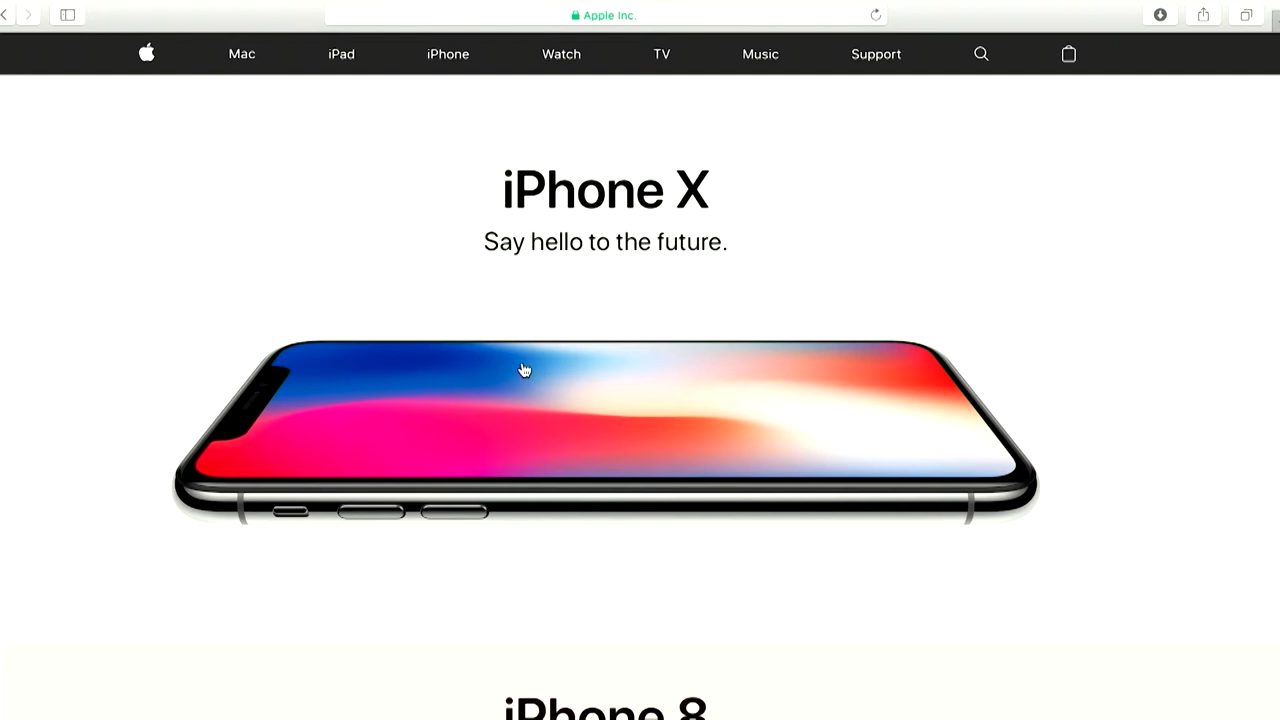 Apple Inc.
Mac iPad iPhone Watch TV Music Support
iPhone X
Say hello to the future.
iPhone 8